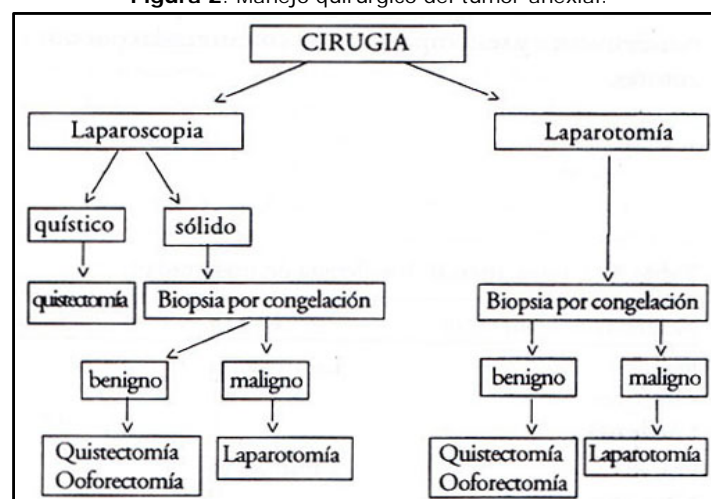 Figura 2. Manejo quirúrgico del tumor anexial.
CIRUGIA
Laparoscopia
Laparotomía
quístico
sólido
quistectomía
Biopsia por congelación
Biopsia por congelación
benigno
maligno
benigno
maligno
Quistectomía
Ooforectomía
Laparotomía
Quistectomía
Ooforectomía
Laparotomía